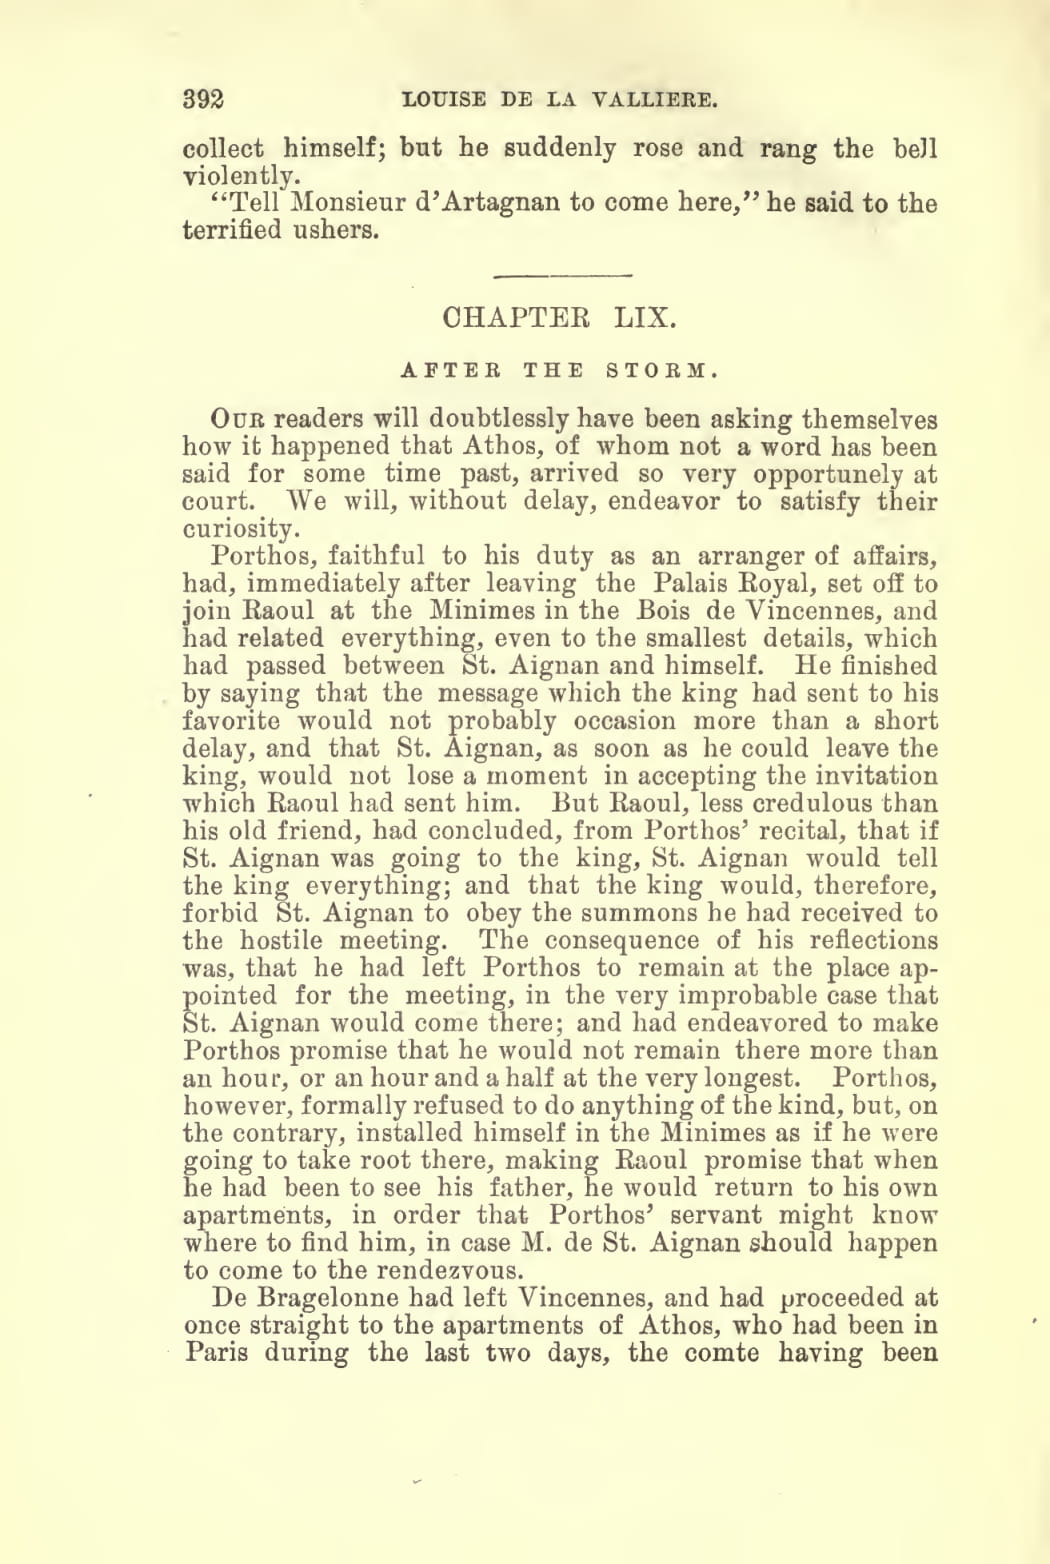 392 LOUISE DE LA VALLIERE.
collect himself; but he suddenly rose and rang the bell
violently.
“Tell Monsieur d’Artagnan to come here,” he said to the
terrified ushers.
CHAPTER LIX.
AFTER THE STORM.
OUR readers will doubtlessly have been asking themselves
how it happened that Athos, of whom not a word has been
said for some time past, arrived so very opportunely at
court. We will, without delay, endeavor to satisfy their
curiosity.
Porthos, faithful to his duty as an arranger of affairs,
had, immediately after leaving the Palais Royal, set off to
join Raoul at the Minimes in the Bois de Vincennes, and
had related everything, even to the smallest details, which
had passed between St. Aignan and himself. He finished
by saying that the message which the king had sent to his
favorite would not probably occasion more than a short
delay, and that St. Aignan, as soon as he could leave the
king, would not lose a moment in accepting the invitation
which Raoul had sent him. But Raoul, less credulous than
his old friend, had concluded, from Porthos’ recital, that if
St. Aignan was going to the king, St. Aignan would tell
the king everything; and that the king would, therefore,
forbid St. Aignan to obey the summons he had received to
the hostile meeting. The consequence of his reflections
was, that he had left Porthos to remain at the place ap-
pointed for the meeting, in the very improbable case that
St. Aignan would come there; and had endeavored to make
Porthos promise that he would not remain there more than
an hour, or an hour and a half at the very longest. Porthos,
however, formally refused to do anything of the kind, but, on
the contrary, installed himself in the Minimes as if he were
going to take root there, making Raoul promise that when
he had been to see his father, he would return to his own
apartments, in order that Porthos’ servant might know
where to find him, in case M. de St. Aignan should happen
to come to the rendezvous.
De Bragelonne had left Vincennes, and had proceeded at
once straight to the apartments of Athos, who had been in
Paris during the last two days, the comte having been